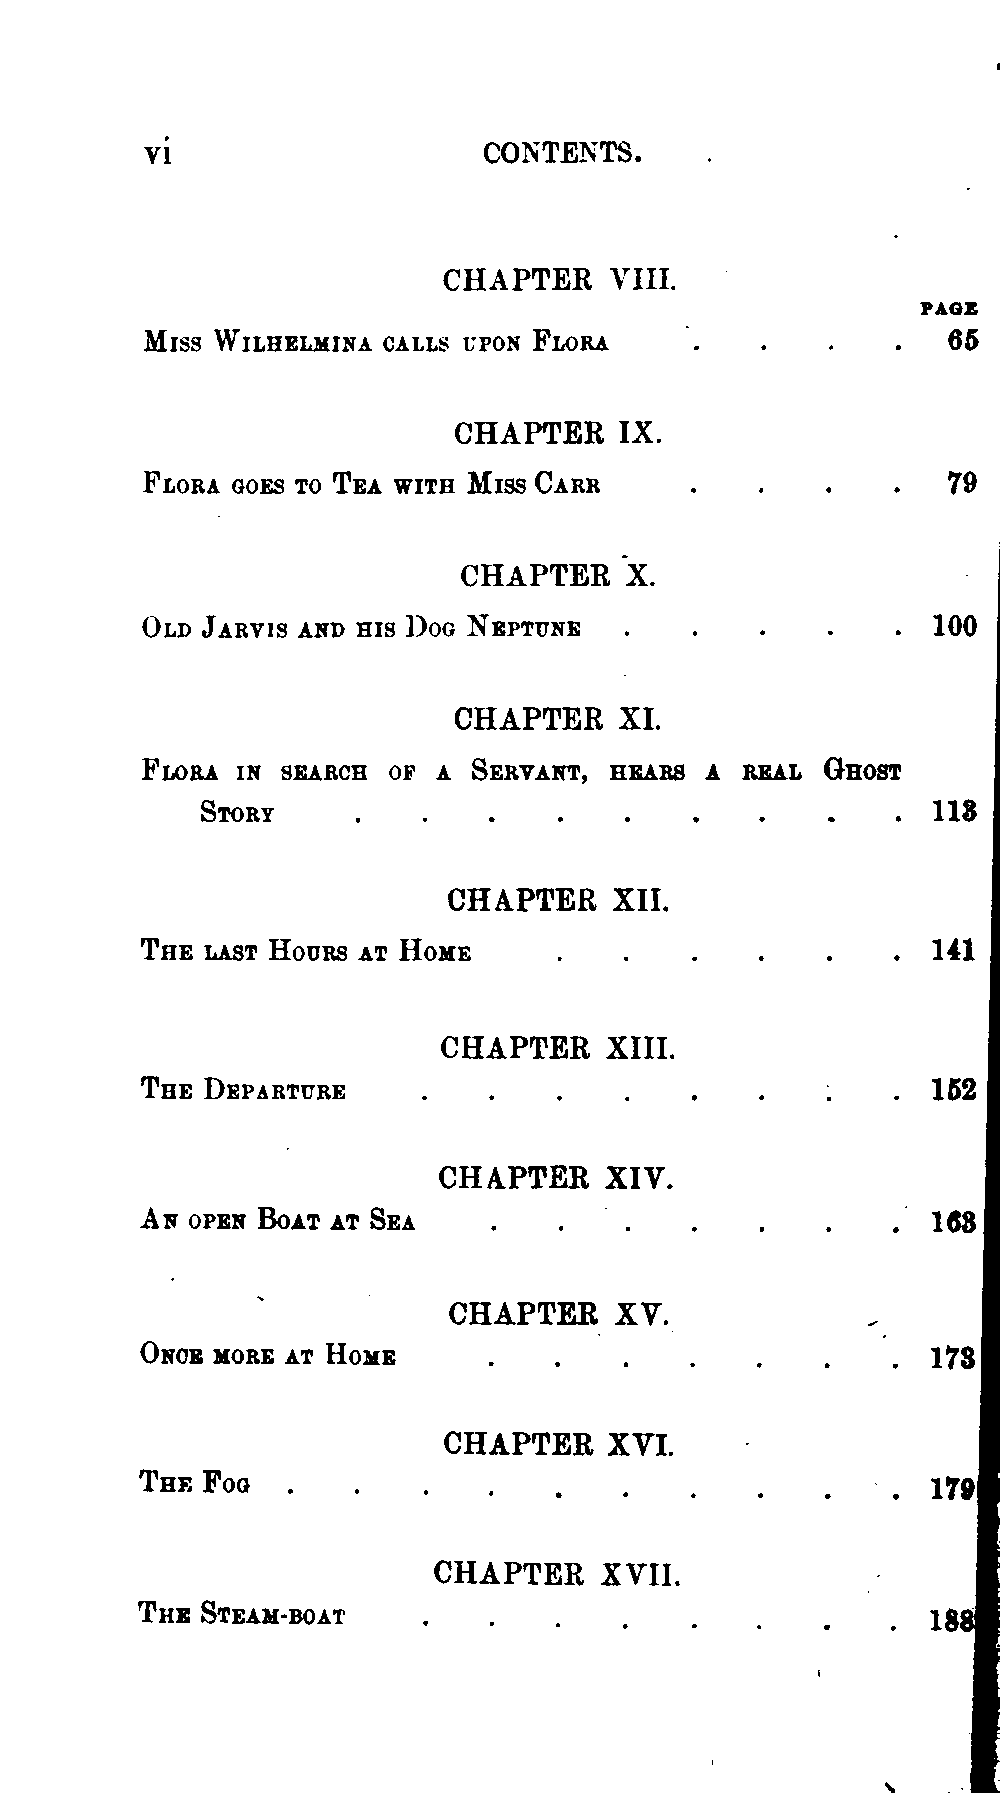 vi CONTENTS.
CHAPTER VIII.
PAGE
Miss Wilhelmina calls upon Flora . . . . 65
CHAPTER IX.
Flora goes to Tea with Miss Carr . . . . 79
CHAPTER X.
Old Jarvis and his Dog Neptune . . . . . 100
CHAPTER XI.
Flora in search of a Servant, hears a real Ghost
Story . . . . . . . . . 113
CHAPTER XII.
The last Hours at Home . . . . . . 141
CHAPTER XIII.
The Departure . . . . . . . . 152
CHAPTER XIV.
An open Boat at Sea . . . . . . . 163
CHAPTER XV.
Once more at Home . . . . . . . 173
CHAPTER XVI.
The Fog . . . . . . . . . . 179
CHAPTER XVII.
The Steam-boat . . . . . . . . 188